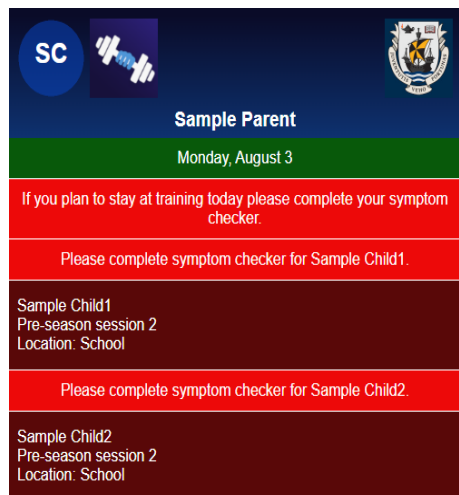 SC
Sample Parent
Monday, August 3
If you plan to stay at training today please complete your symptom
checker.
Please complete symptom checker for Sample Child1.
Sample Child1
Pre-season session 2
Location: School
Please complete symptom checker for Sample Child2.
Sample Child2
Pre-season session 2
Location: School